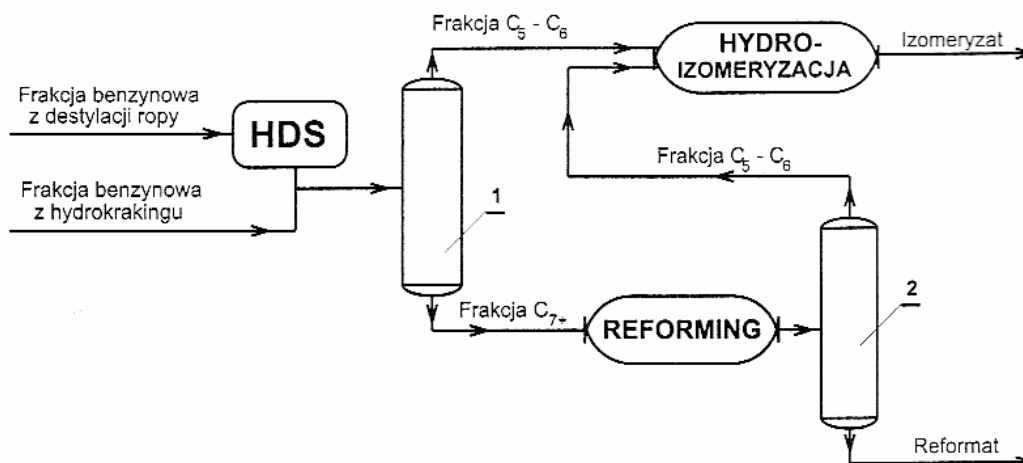 Frakcja C5 - C6
HYDRO-
IZOMERYZACJA
Izomeryzat
Frakcja benzynowa
z destylacji ropy
HDS
Frakcja C5 - C6
Frakcja benzynowa
z hydrokrakingu
1
2
Frakcja C7+
REFORMING
Reformat